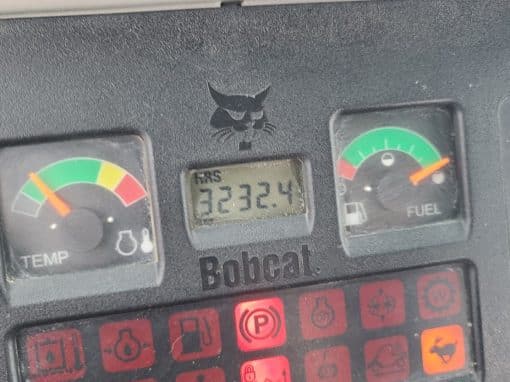 HRS
3232.4
TEMP
FUEL
Bobcat
P